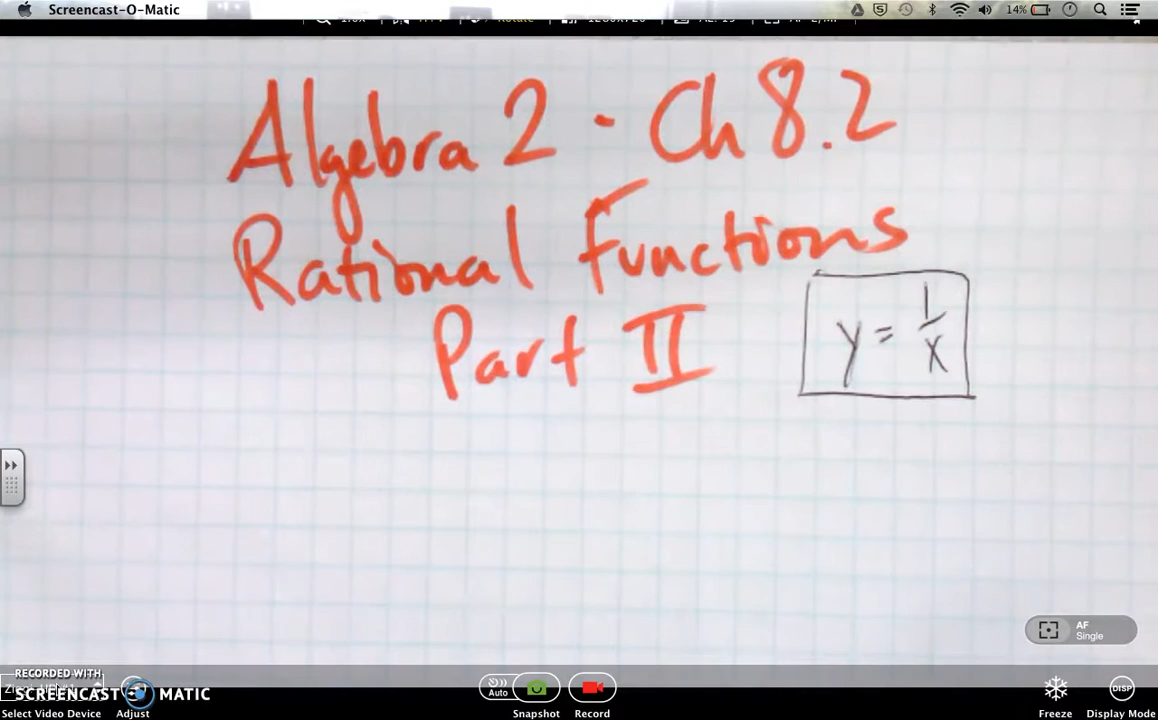 Screencast-O-Matic
14%
Algebra 2 · Ch 8.2
Rational Functions
Part II
y = 1/x
AF
Single
RECORDED WITH
SCREENCAST MATIC
Select Video Device
Adjust
Auto
Snapshot
Record
Freeze
DISP
Display Mode